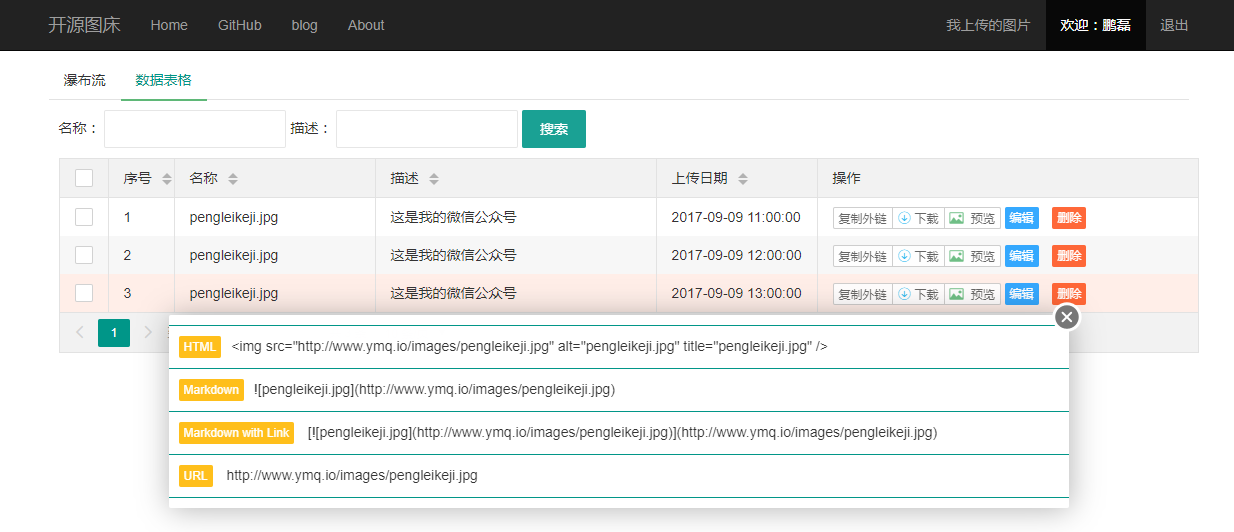 开源图床 Home GitHub blog About 我上传的图片 欢迎：鹏磊 退出
瀑布流 数据表格
名称： 描述： 搜索
序号 名称 描述 上传日期 操作
1 pengleikeji.jpg 这是我的微信公众号 2017-09-09 11:00:00 复制外链 下载 预览 编辑 删除
2 pengleikeji.jpg 这是我的微信公众号 2017-09-09 12:00:00 复制外链 下载 预览 编辑 删除
3 pengleikeji.jpg 这是我的微信公众号 2017-09-09 13:00:00 复制外链 下载 预览 编辑 删除
1
HTML <img src="http://www.ymq.io/images/pengleikeji.jpg" alt="pengleikeji.jpg" title="pengleikeji.jpg" />
Markdown ![pengleikeji.jpg](http://www.ymq.io/images/pengleikeji.jpg)
Markdown with Link [![pengleikeji.jpg](http://www.ymq.io/images/pengleikeji.jpg)](http://www.ymq.io/images/pengleikeji.jpg)
URL http://www.ymq.io/images/pengleikeji.jpg